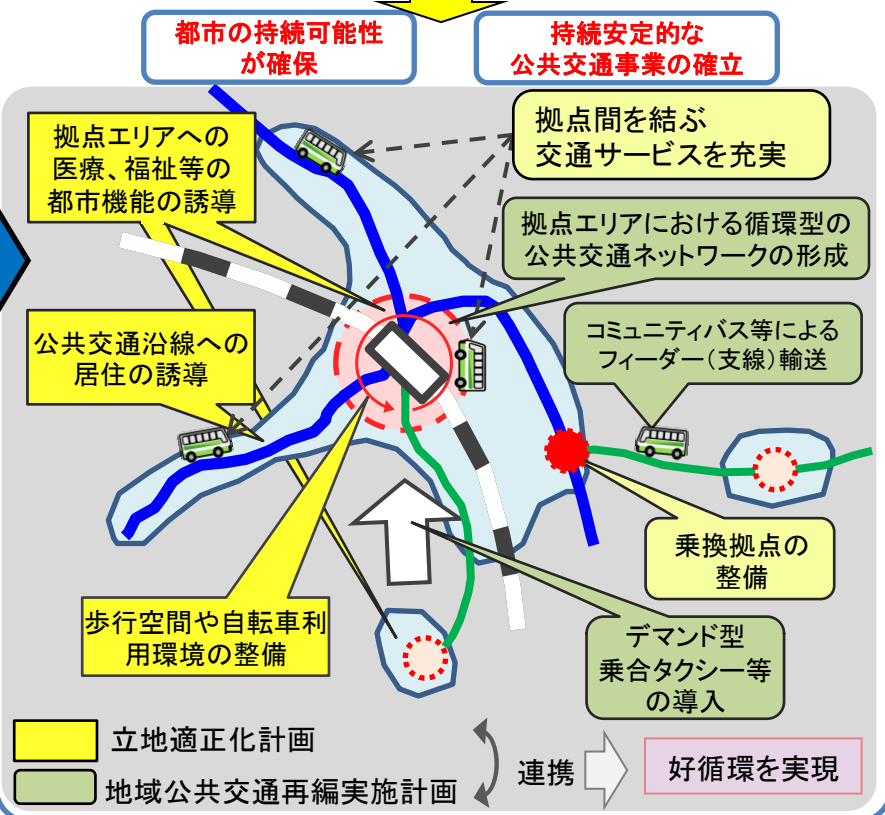 都市の持続可能性
が確保
持続安定的な
公共交通事業の確立
拠点エリアへの
医療、福祉等の
都市機能の誘導
拠点間を結ぶ
交通サービスを充実
拠点エリアにおける循環型の
公共交通ネットワークの形成
公共交通沿線への
居住の誘導
コミュニティバス等による
フィーダー(支線)輸送
乗換拠点の
整備
歩行空間や自転車利
用環境の整備
デマンド型
乗合タクシー等
の導入
立地適正化計画
地域公共交通再編実施計画
連携
好循環を実現